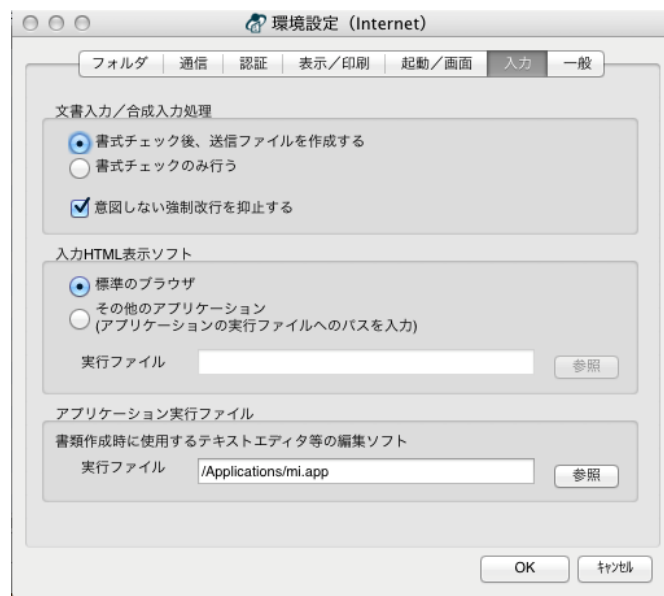 環境設定（Internet）
フォルダ 通信 認証 表示／印刷 起動／画面 入力 一般
文書入力／合成入力処理
書式チェック後、送信ファイルを作成する
書式チェックのみ行う
意図しない強制改行を抑止する
入力HTML表示ソフト
標準のブラウザ
その他のアプリケーション
(アプリケーションの実行ファイルへのパスを入力)
実行ファイル 参照
アプリケーション実行ファイル
書類作成時に使用するテキストエディタ等の編集ソフト
実行ファイル /Applications/mi.app 参照
OK ｷｬﾝｾﾙ